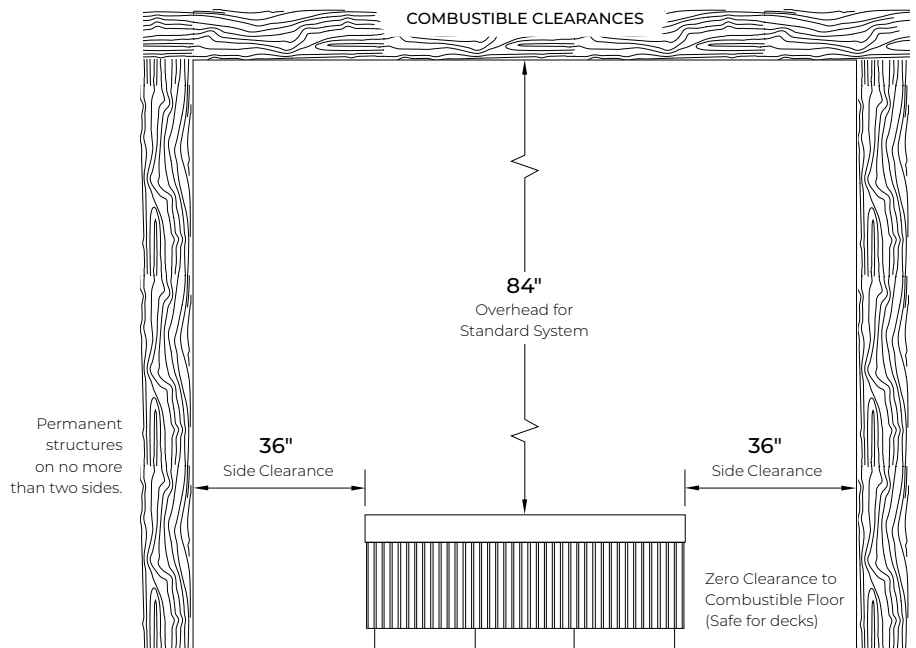 COMBUSTIBLE CLEARANCES
84"
Overhead for
Standard System
Permanent
structures
on no more
than two sides.
36"
Side Clearance
36"
Side Clearance
Zero Clearance to
Combustible Floor
(Safe for decks)